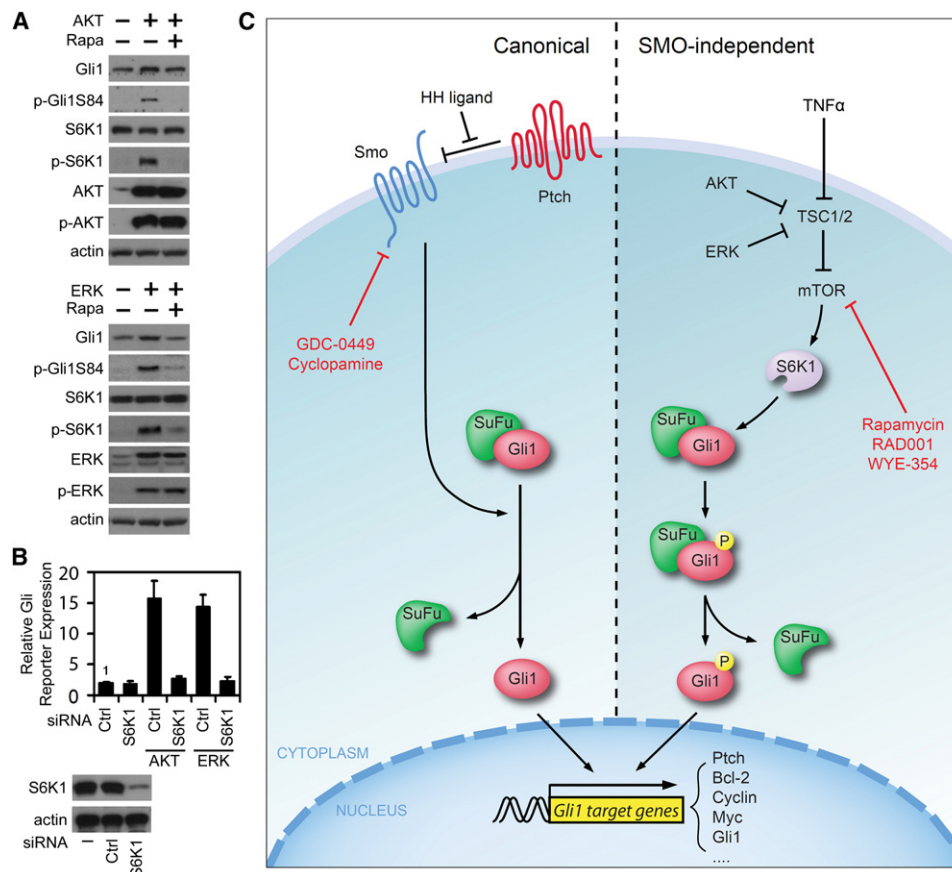 A
AKT – + +
Rapa – – +
Gli1
p-Gli1S84
S6K1
p-S6K1
AKT
p-AKT
actin
ERK – + +
Rapa – – +
Gli1
p-Gli1S84
S6K1
p-S6K1
ERK
p-ERK
actin
B
Relative Gli
Reporter Expression
20
15
10
5
0
1
siRNA Ctrl S6K1 Ctrl S6K1 Ctrl S6K1
AKT ERK
S6K1
actin
siRNA – Ctrl S6K1
C
Canonical
SMO-independent
HH ligand
Smo
Ptch
GDC-0449
Cyclopamine
SuFu
Gli1
SuFu
Gli1
TNFα
AKT
TSC1/2
ERK
mTOR
S6K1
Rapamycin
RAD001
WYE-354
SuFu
Gli1
SuFu
P
Gli1
SuFu
P
Gli1
CYTOPLASM
NUCLEUS
Gli1 target genes
Ptch
Bcl-2
Cyclin
Myc
Gli1
....